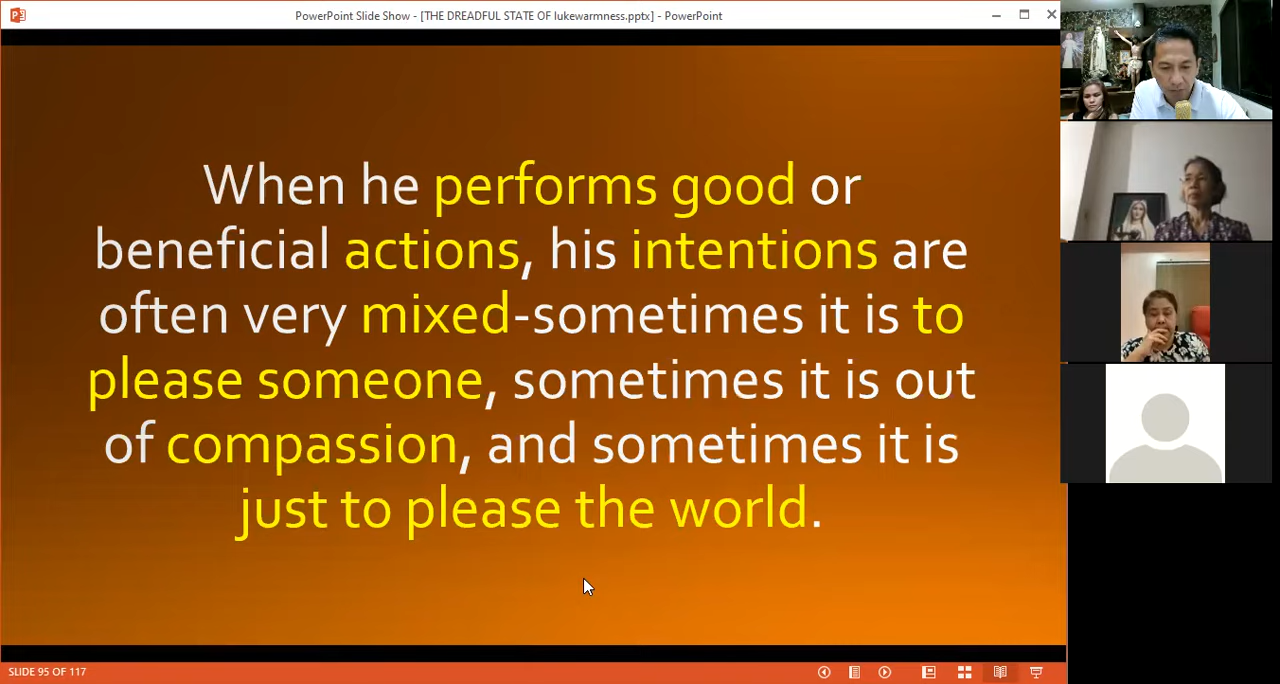 PowerPoint Slide Show - [THE DREADFUL STATE OF lukewarmness.pptx] - PowerPoint
When he performs good or
beneficial actions, his intentions are
often very mixed-sometimes it is to
please someone, sometimes it is out
of compassion, and sometimes it is
just to please the world.
SLIDE 95 OF 117